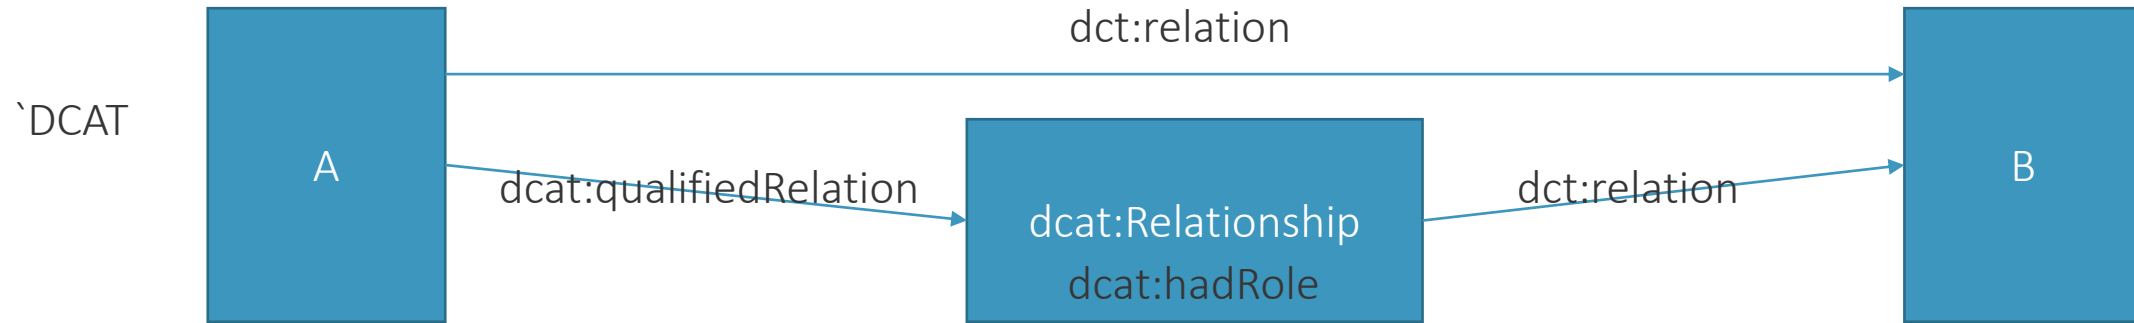 dct:relation
`DCAT
A
dcat:qualifiedRelation
dcat:Relationship
dcat:hadRole
dct:relation
B